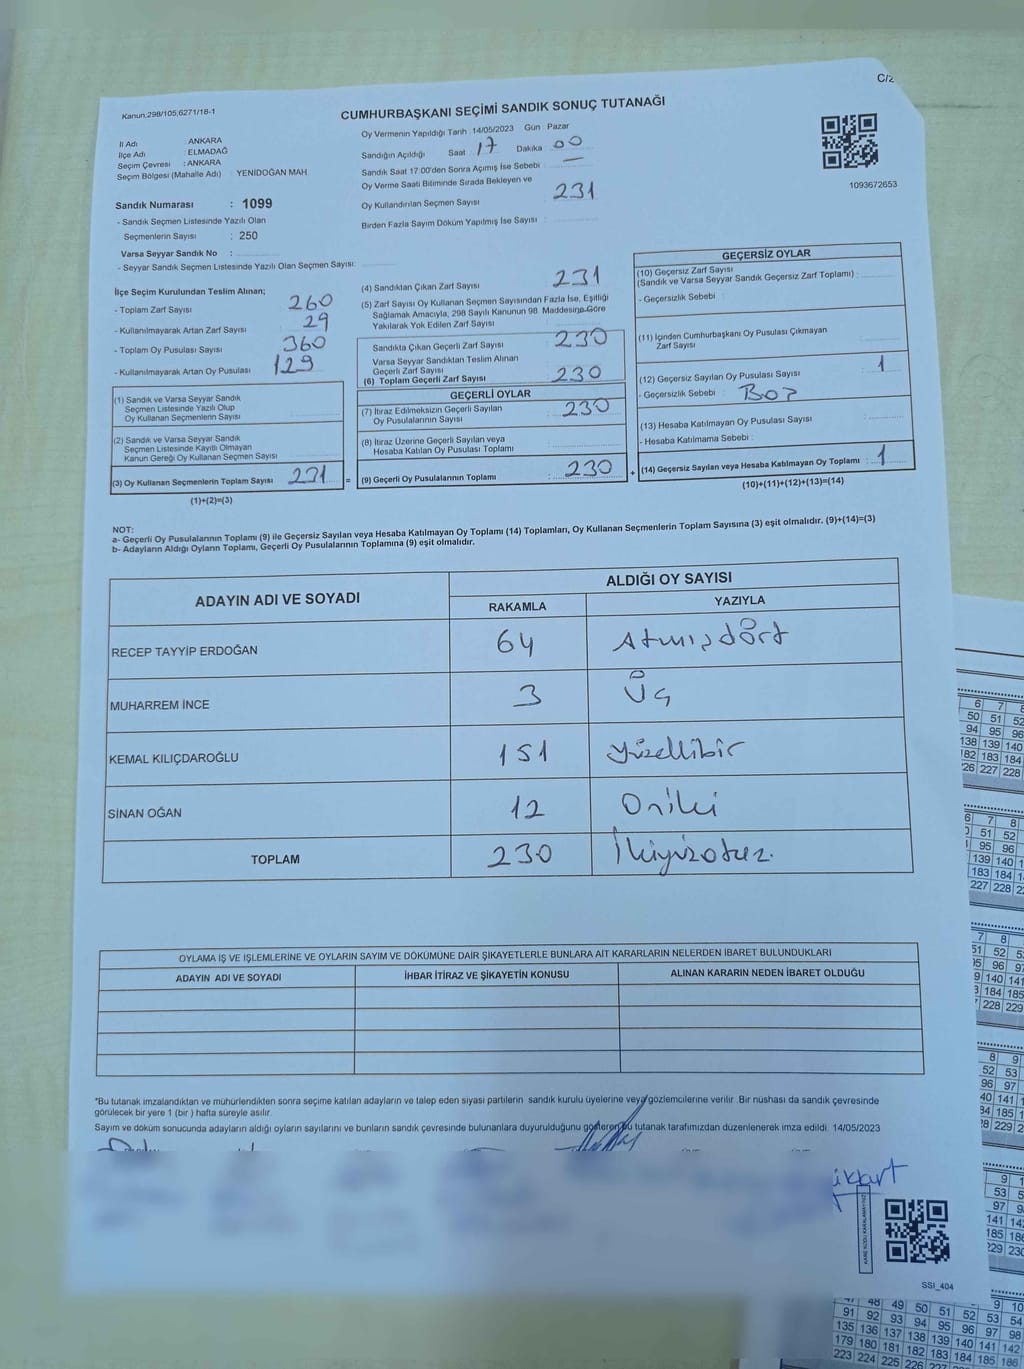 C/2
Kanun,298/105;6271/18-1
CUMHURBAŞKANI SEÇİMİ SANDIK SONUÇ TUTANAĞI
İl Adı : ANKARA
İlçe Adı : ELMADAĞ
Seçim Çevresi : ANKARA
Seçim Bölgesi (Mahalle Adı) : YENİDOĞAN MAH.
Sandık Numarası : 1099
- Sandık Seçmen Listesinde Yazılı Olan
Seçmenlerin Sayısı : 250
Varsa Seyyar Sandık No :
- Seyyar Sandık Seçmen Listesinde Yazılı Olan Seçmen Sayısı:
Oy Vermenin Yapıldığı Tarih : 14/05/2023 Gün : Pazar
Sandığın Açıldığı Saat : 17 Dakika : 00
Sandık Saat 17.00'den Sonra Açımış İse Sebebi : —
Oy Verme Saati Bitiminde Sırada Bekleyen ve
Oy Kullandırılan Seçmen Sayısı : 231
Birden Fazla Sayım Döküm Yapılmış İse Sayısı :
1093672653
İlçe Seçim Kurulundan Teslim Alınan;
- Toplam Zarf Sayısı : 260
- Kullanılmayarak Artan Zarf Sayısı : 29
- Toplam Oy Pusulası Sayısı : 360
- Kullanılmayarak Artan Oy Pusulası : 129
(1) Sandık ve Varsa Seyyar Sandık
Seçmen Listesinde Yazılı Olup
Oy Kullanan Seçmenlerin Sayısı :
(2) Sandık ve Varsa Seyyar Sandık
Seçmen Listesinde Kayıtlı Olmayan
Kanun Gereği Oy Kullanan Seçmen Sayısı :
(3) Oy Kullanan Seçmenlerin Toplam Sayısı : 231 =
(1)+(2)=(3)
(4) Sandıktan Çıkan Zarf Sayısı : 231
(5) Zarf Sayısı Oy Kullanan Seçmen Sayısından Fazla İse, Eşitliği
Sağlamak Amacıyla, 298 Sayılı Kanunun 98. Maddesine Göre
Yakılarak Yok Edilen Zarf Sayısı :
Sandıkta Çıkan Geçerli Zarf Sayısı : 230
Varsa Seyyar Sandıktan Teslim Alınan
Geçerli Zarf Sayısı :
(6) Toplam Geçerli Zarf Sayısı : 230
GEÇERLİ OYLAR
(7) İtiraz Edilmeksizin Geçerli Sayılan
Oy Pusulalarının Sayısı : 230
(8) İtiraz Üzerine Geçerli Sayılan veya
Hesaba Katılan Oy Pusulası Toplamı :
(9) Geçerli Oy Pusulalarının Toplamı : 230 +
GEÇERSİZ OYLAR
(10) Geçersiz Zarf Sayısı
(Sandık ve Varsa Seyyar Sandık Geçersiz Zarf Toplamı) :
- Geçersizlik Sebebi :
(11) İçinden Cumhurbaşkanı Oy Pusulası Çıkmayan
Zarf Sayısı :
(12) Geçersiz Sayılan Oy Pusulası Sayısı : 1
- Geçersizlik Sebebi : Boş
(13) Hesaba Katılmayan Oy Pusulası Sayısı :
- Hesaba Katılmama Sebebi :
(14) Geçersiz Sayılan veya Hesaba Katılmayan Oy Toplamı : 1
(10)+(11)+(12)+(13)=(14)
NOT:
a- Geçerli Oy Pusulalarının Toplamı (9) ile Geçersiz Sayılan veya Hesaba Katılmayan Oy Toplamı (14) Toplamları, Oy Kullanan Seçmenlerin Toplam Sayısına (3) eşit olmalıdır. (9)+(14)=(3)
b- Adayların Aldığı Oyların Toplamı, Geçerli Oy Pusulalarının Toplamına (9) eşit olmalıdır.
ADAYIN ADI VE SOYADI ALDIĞI OY SAYISI
RAKAMLA YAZIYLA
RECEP TAYYİP ERDOĞAN 64 Atmışdört
MUHARREM İNCE 3 Üç
KEMAL KILIÇDAROĞLU 151 Yüzellibir
SİNAN OĞAN 12 Oniki
TOPLAM 230 İkiyüzotuz.
OYLAMA İŞ VE İŞLEMLERİNE VE OYLARIN SAYIM VE DÖKÜMÜNE DAİR ŞİKAYETLERLE BUNLARA AİT KARARLARIN NELERDEN İBARET BULUNDUKLARI
ADAYIN ADI VE SOYADI İHBAR İTİRAZ VE ŞİKAYETİN KONUSU ALINAN KARARIN NEDEN İBARET OLDUĞU
*Bu tutanak imzalandıktan ve mühürlendikten sonra seçime katılan adayların ve talep eden siyasi partilerin sandık kurulu üyelerine veya gözlemcilerine verilir. Bir nüshası da sandık çevresinde
görülecek bir yere 1 (bir ) hafta süreyle asılır.
Sayım ve döküm sonucunda adayların aldığı oyların sayılarını ve bunların sandık çevresinde bulunanlara duyurulduğunu gösteren bu tutanak tarafımızdan düzenlenerek imza edildi. 14/05/2023
KARE KODU KARALAMAYINIZ
SSI_404